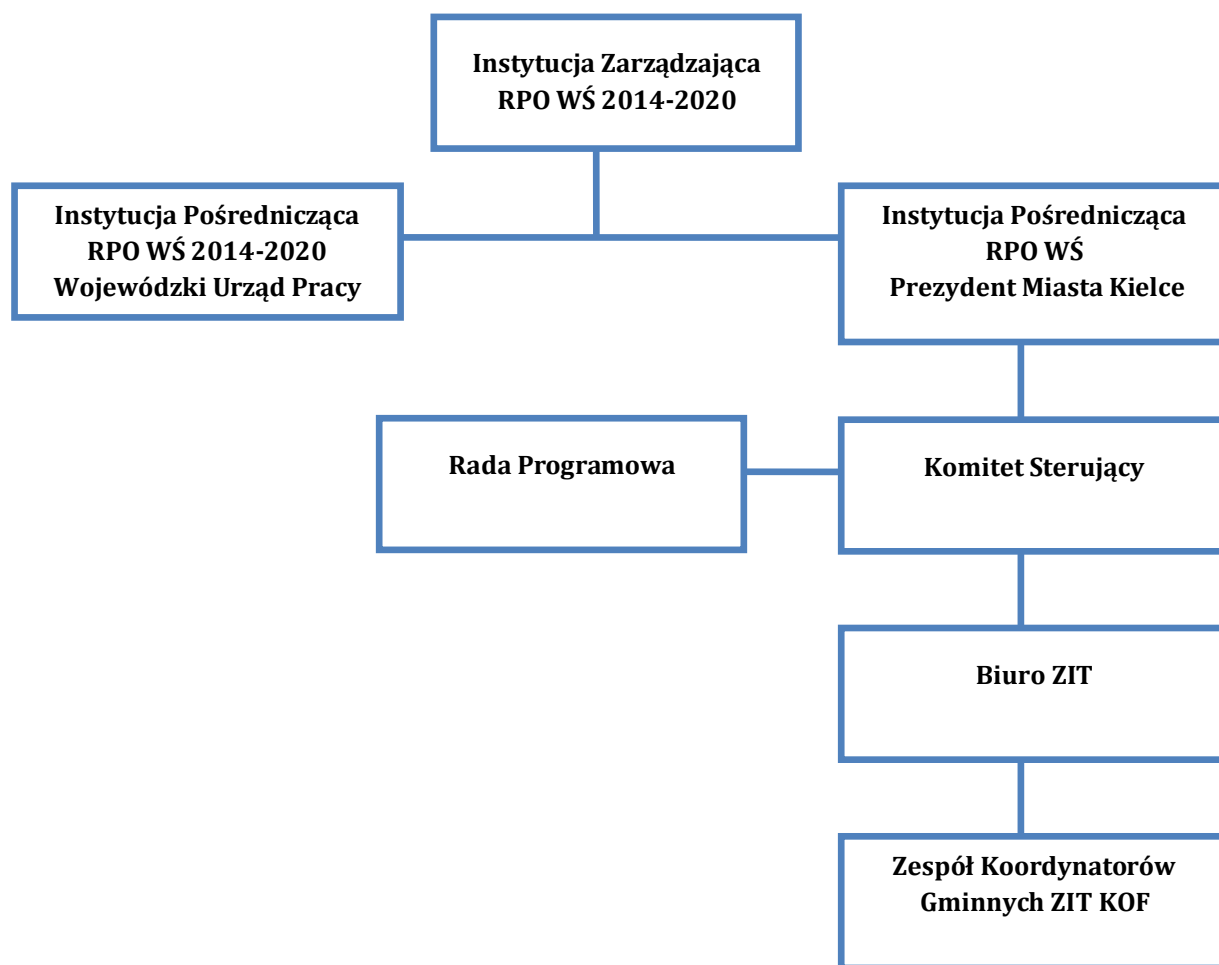 Instytucja Zarządzająca
RPO WŚ 2014-2020
Instytucja Pośrednicząca
RPO WŚ 2014-2020
Wojewódzki Urząd Pracy
Instytucja Pośrednicząca
RPO WŚ
Prezydent Miasta Kielce
Rada Programowa
Komitet Sterujący
Biuro ZIT
Zespół Koordynatorów
Gminnych ZIT KOF